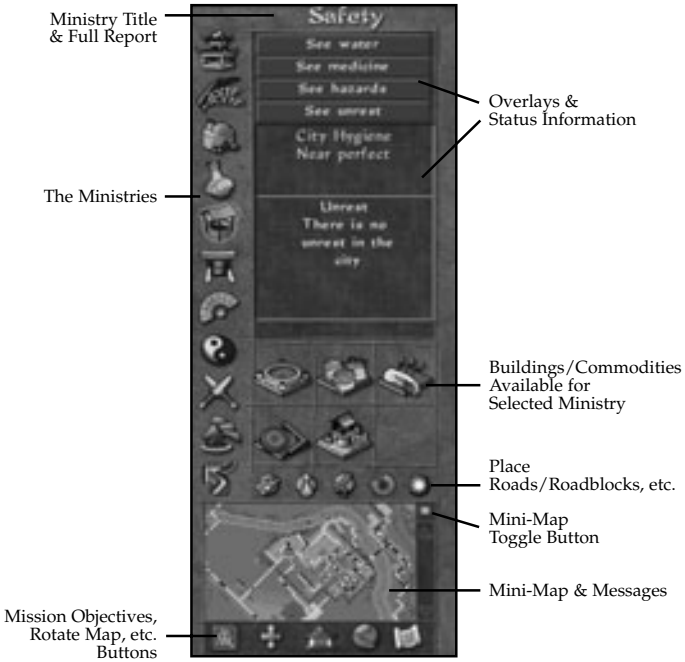 Ministry Title
& Full Report
Safety
See water
See medicine
See hazards
See unrest
Overlays &
Status Information
City Hygiene
Near perfect
The Ministries
Unrest
There is no
unrest in the
city
Buildings/Commodities
Available for
Selected Ministry
Place
Roads/Roadblocks, etc.
Mini-Map
Toggle Button
Mini-Map & Messages
Mission Objectives,
Rotate Map, etc.
Buttons